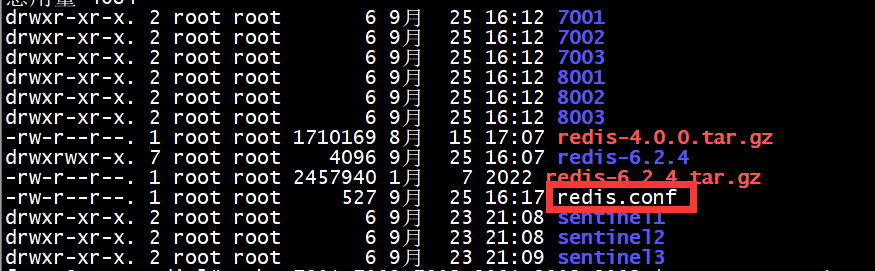 drwxr-xr-x. 2 root root 6 9月 25 16:12 7001
drwxr-xr-x. 2 root root 6 9月 25 16:12 7002
drwxr-xr-x. 2 root root 6 9月 25 16:12 7003
drwxr-xr-x. 2 root root 6 9月 25 16:12 8001
drwxr-xr-x. 2 root root 6 9月 25 16:12 8002
drwxr-xr-x. 2 root root 6 9月 25 16:12 8003
-rw-r--r--. 1 root root 1710169 8月 15 17:07 redis-4.0.0.tar.gz
drwxrwxr-x. 7 root root 4096 9月 25 16:07 redis-6.2.4
-rw-r--r--. 1 root root 2457940 1月 7 2022 redis-6.2.4.tar.gz
-rw-r--r--. 1 root root 527 9月 25 16:17 redis.conf
drwxr-xr-x. 2 root root 6 9月 23 21:08 sentinel1
drwxr-xr-x. 2 root root 6 9月 23 21:08 sentinel2
drwxr-xr-x. 2 root root 6 9月 23 21:09 sentinel3